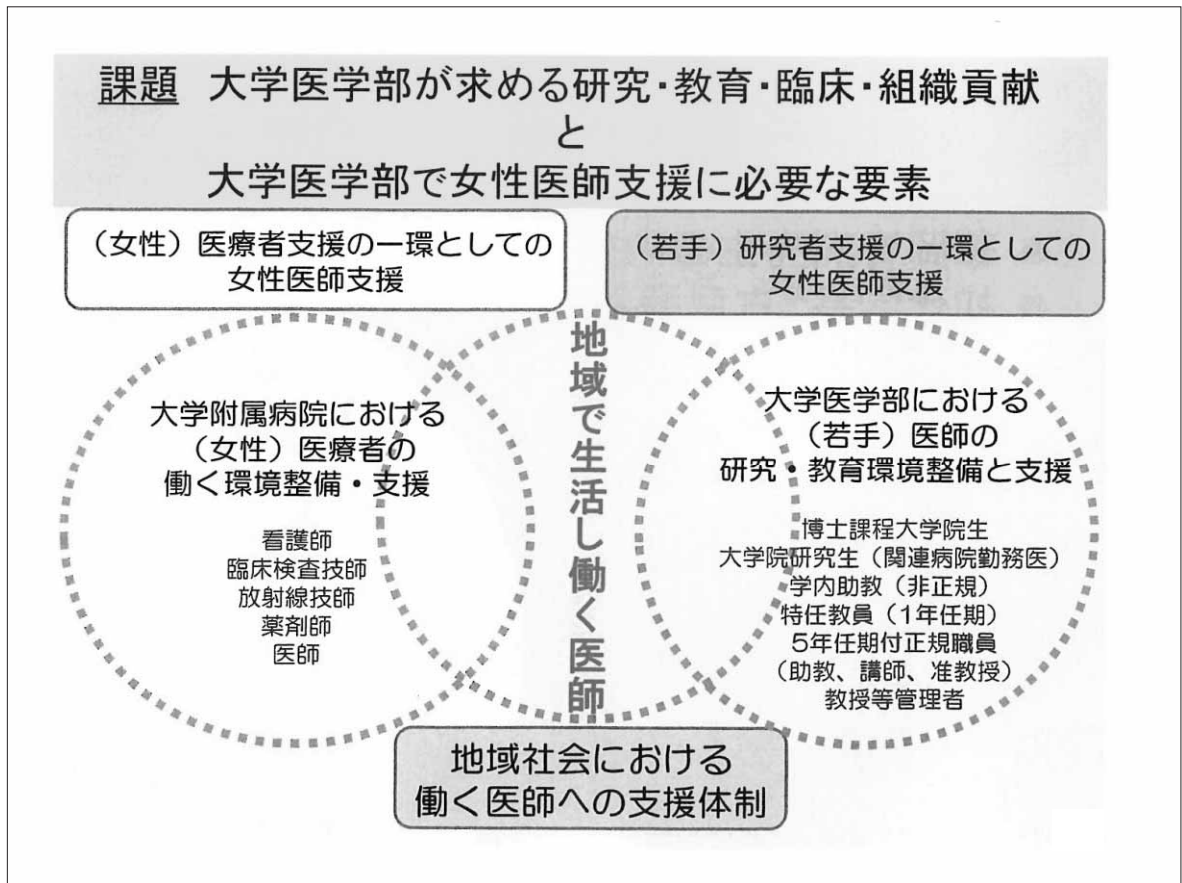 課題 大学医学部が求める研究・教育・臨床・組織貢献
と
大学医学部で女性医師支援に必要な要素
（女性）医療者支援の一環としての
女性医師支援
（若手）研究者支援の一環としての
女性医師支援
大学附属病院における
（女性）医療者の
働く環境整備・支援
看護師
臨床検査技師
放射線技師
薬剤師
医師
地域で生活し働く医師
大学医学部における
（若手）医師の
研究・教育環境整備と支援
博士課程大学院生
大学院研究生（関連病院勤務医）
学内助教（非正規）
特任教員（1年任期）
5年任期付正規職員
（助教、講師、准教授）
教授等管理者
地域社会における
働く医師への支援体制